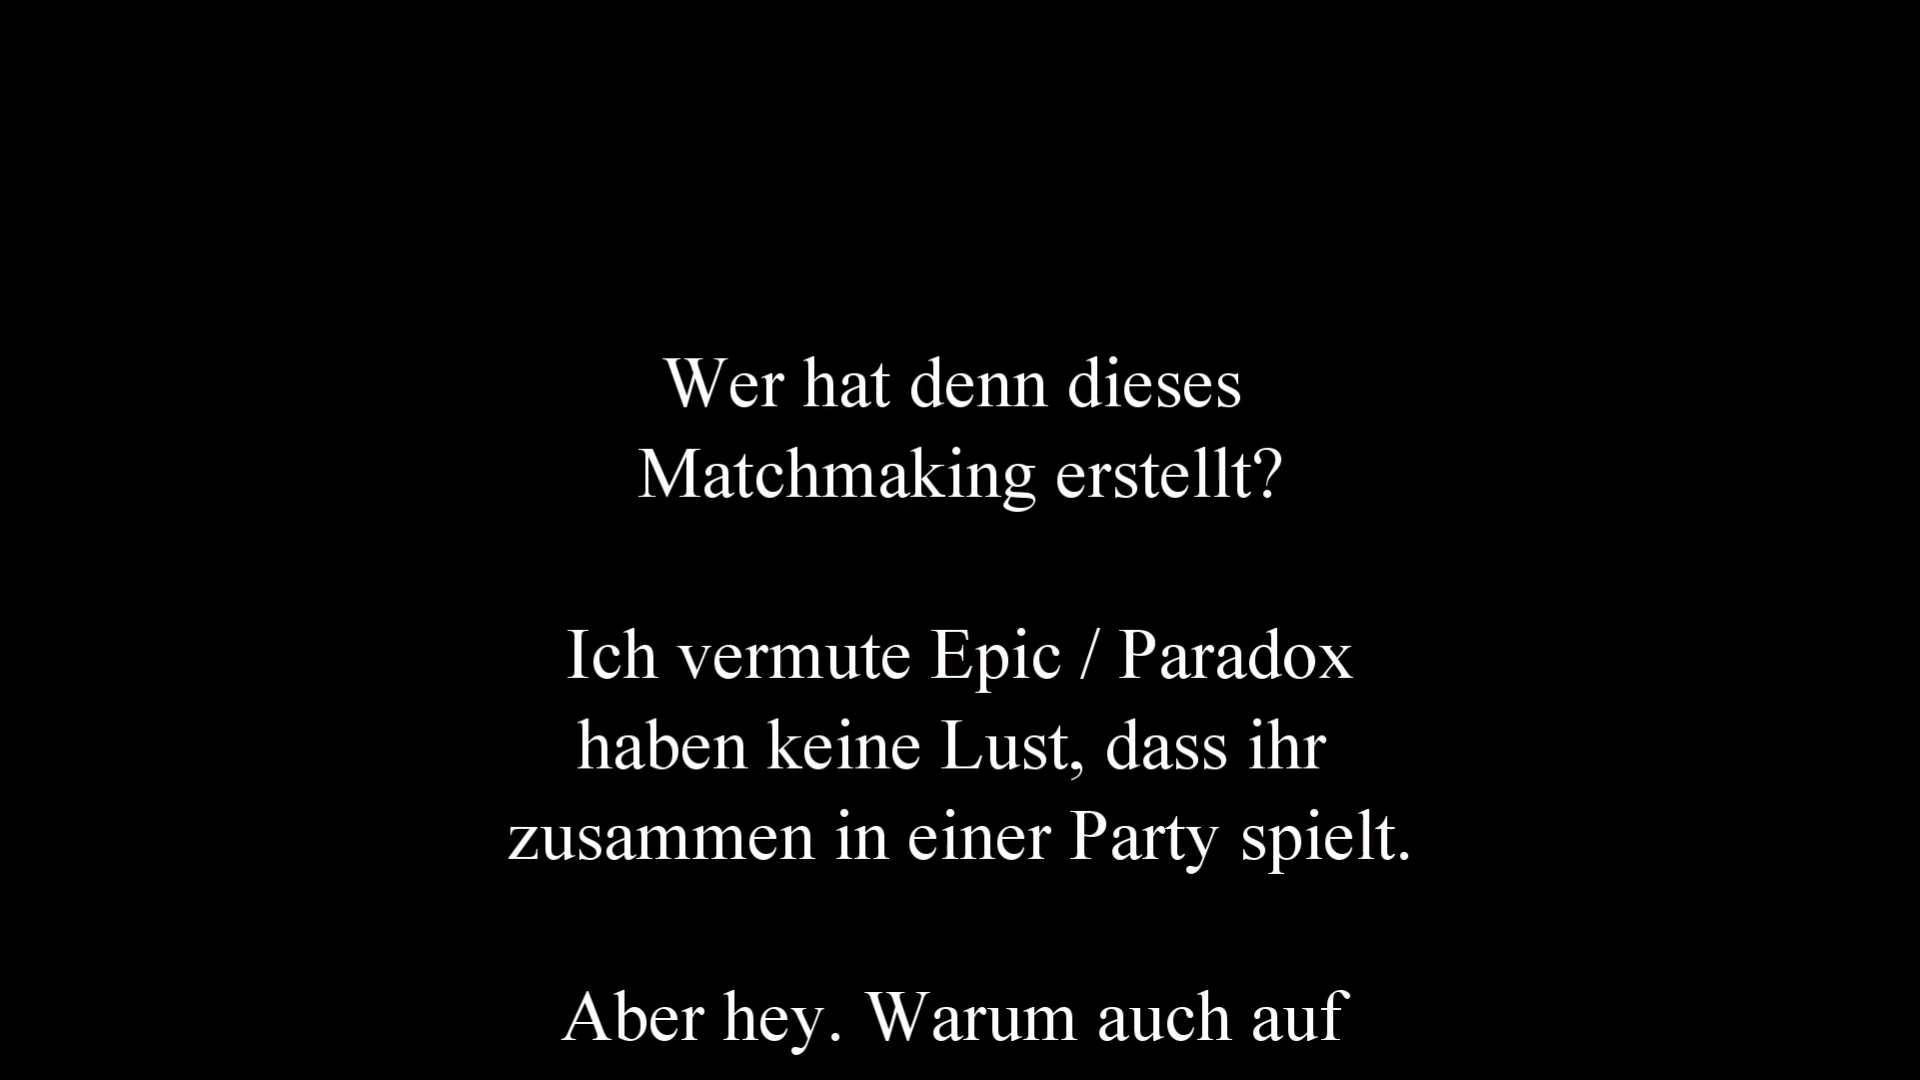 Wer hat denn dieses
Matchmaking erstellt?
Ich vermute Epic / Paradox
haben keine Lust, dass ihr
zusammen in einer Party spielt.
Aber hey. Warum auch auf